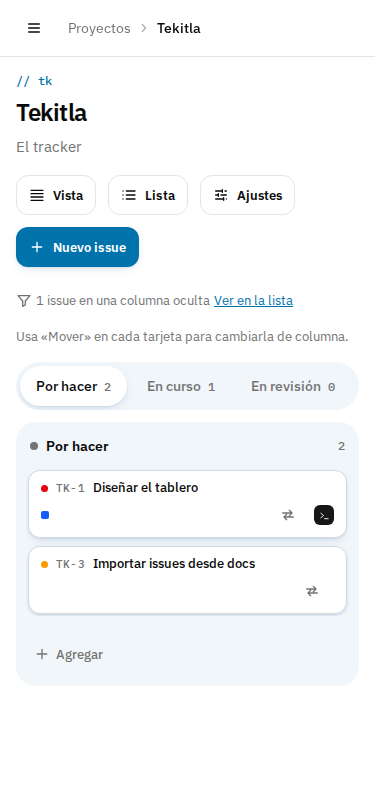 Proyectos > Tekitla
// tk
Tekitla
El tracker
Vista
Lista
Ajustes
+ Nuevo issue
1 issue en una columna oculta Ver en la lista
Usa «Mover» en cada tarjeta para cambiarla de columna.
Por hacer 2
En curso 1
En revisión 0
Por hacer 2
TK-1 Diseñar el tablero
TK-3 Importar issues desde docs
+ Agregar